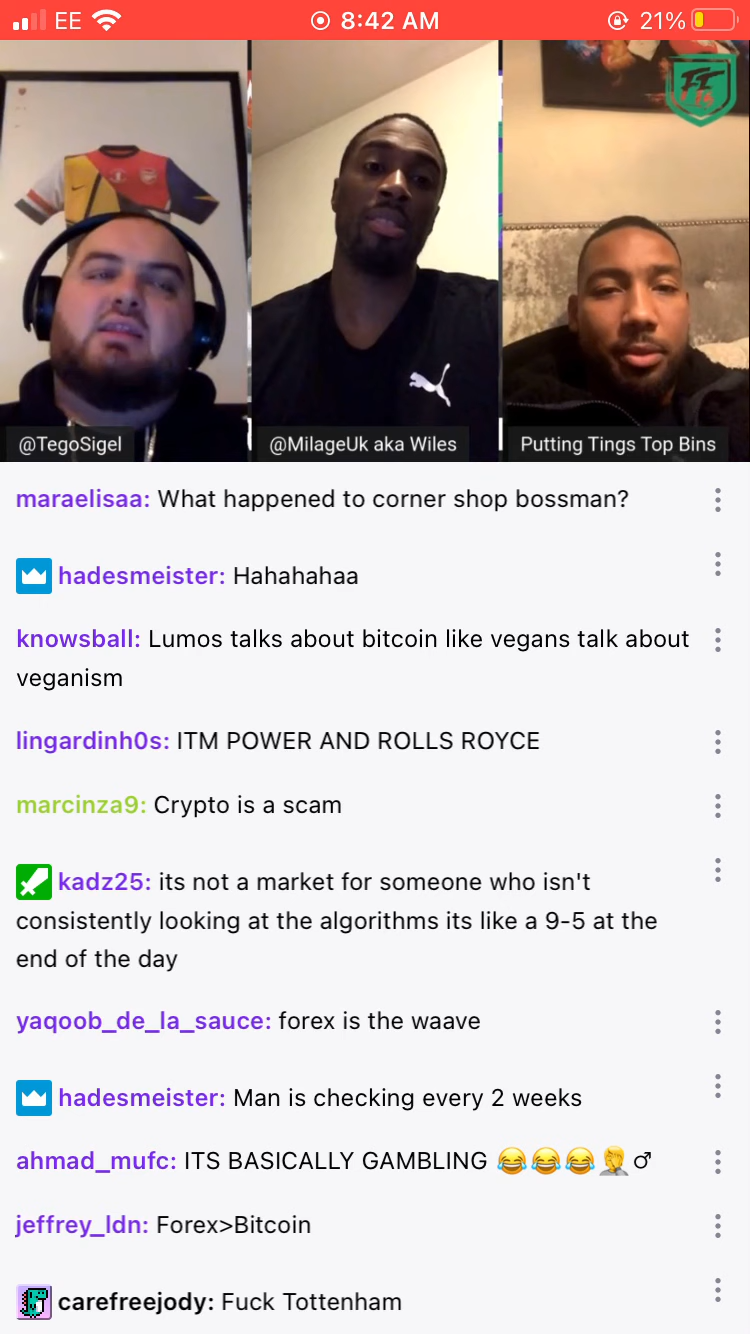 EE 8:42 AM 21%
FF
@TegoSigel
@MilageUk aka Wiles
Putting Tings Top Bins
maraelisaa: What happened to corner shop bossman?
hadesmeister: Hahahahaa
knowsball: Lumos talks about bitcoin like vegans talk about
veganism
lingardinh0s: ITM POWER AND ROLLS ROYCE
marcinza9: Crypto is a scam
kadz25: its not a market for someone who isn't
consistently looking at the algorithms its like a 9-5 at the
end of the day
yaqoob_de_la_sauce: forex is the waave
hadesmeister: Man is checking every 2 weeks
ahmad_mufc: ITS BASICALLY GAMBLING 😂😂😂🤦♂
jeffrey_ldn: Forex>Bitcoin
carefreejody: Fuck Tottenham